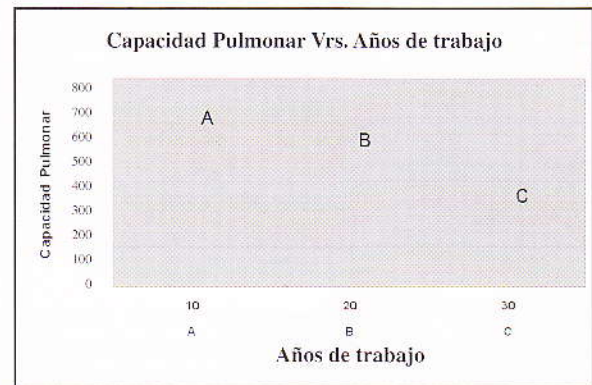 Capacidad Pulmonar Vrs. Años de trabajo
Capacidad Pulmonar
800
700
600
500
400
300
200
100
0
A
B
C
10 20 30
A B C
Años de trabajo